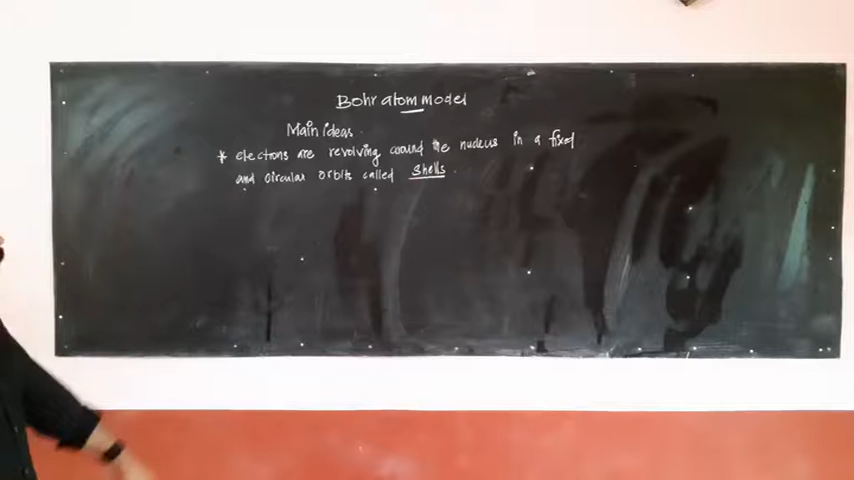 Bohr atom model
Main ideas
* electrons are revolving around the nucleus in a fixed
and circular orbits called shells.